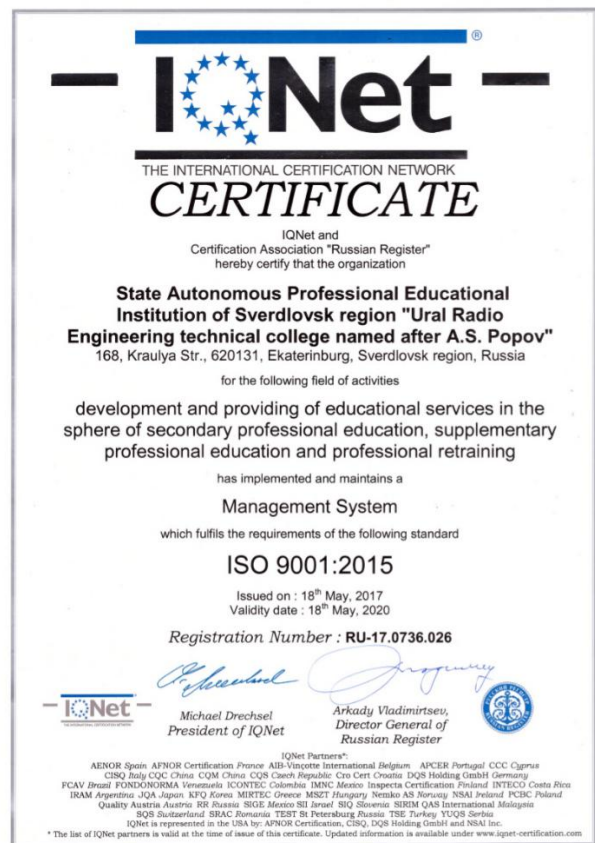 IQNet ®
THE INTERNATIONAL CERTIFICATION NETWORK
CERTIFICATE
IQNet and
Certification Association "Russian Register"
hereby certify that the organization
State Autonomous Professional Educational
Institution of Sverdlovsk region "Ural Radio
Engineering technical college named after A.S. Popov"
168, Kraulya Str., 620131, Ekaterinburg, Sverdlovsk region, Russia
for the following field of activities
development and providing of educational services in the
sphere of secondary professional education, supplementary
professional education and professional retraining
has implemented and maintains a
Management System
which fulfils the requirements of the following standard
ISO 9001:2015
Issued on : 18th May, 2017
Validity date : 18th May, 2020
Registration Number : RU-17.0736.026
IQNet
THE INTERNATIONAL CERTIFICATION NETWORK
Michael Drechsel
President of IQNet
Arkady Vladimirtsev,
Director General of
Russian Register
IQNet Partners*:
AENOR Spain AFNOR Certification France AIB-Vinçotte International Belgium APCER Portugal CCC Cyprus
CISQ Italy CQC China CQM China CQS Czech Republic Cro Cert Croatia DQS Holding GmbH Germany
FCAV Brazil FONDONORMA Venezuela ICONTEC Colombia IMNC Mexico Inspecta Certification Finland INTECO Costa Rica
IRAM Argentina JQA Japan KFQ Korea MIRTEC Greece MSZT Hungary Nemko AS Norway NSAI Ireland PCBC Poland
Quality Austria Austria RR Russia SIGE Mexico SII Israel SIQ Slovenia SIRIM QAS International Malaysia
SQS Switzerland SRAC Romania TEST St Petersburg Russia TSE Turkey YUQS Serbia
IQNet is represented in the USA by: AFNOR Certification, CISQ, DQS Holding GmbH and NSAI Inc.
* The list of IQNet partners is valid at the time of issue of this certificate. Updated information is available under www.iqnet-certification.com